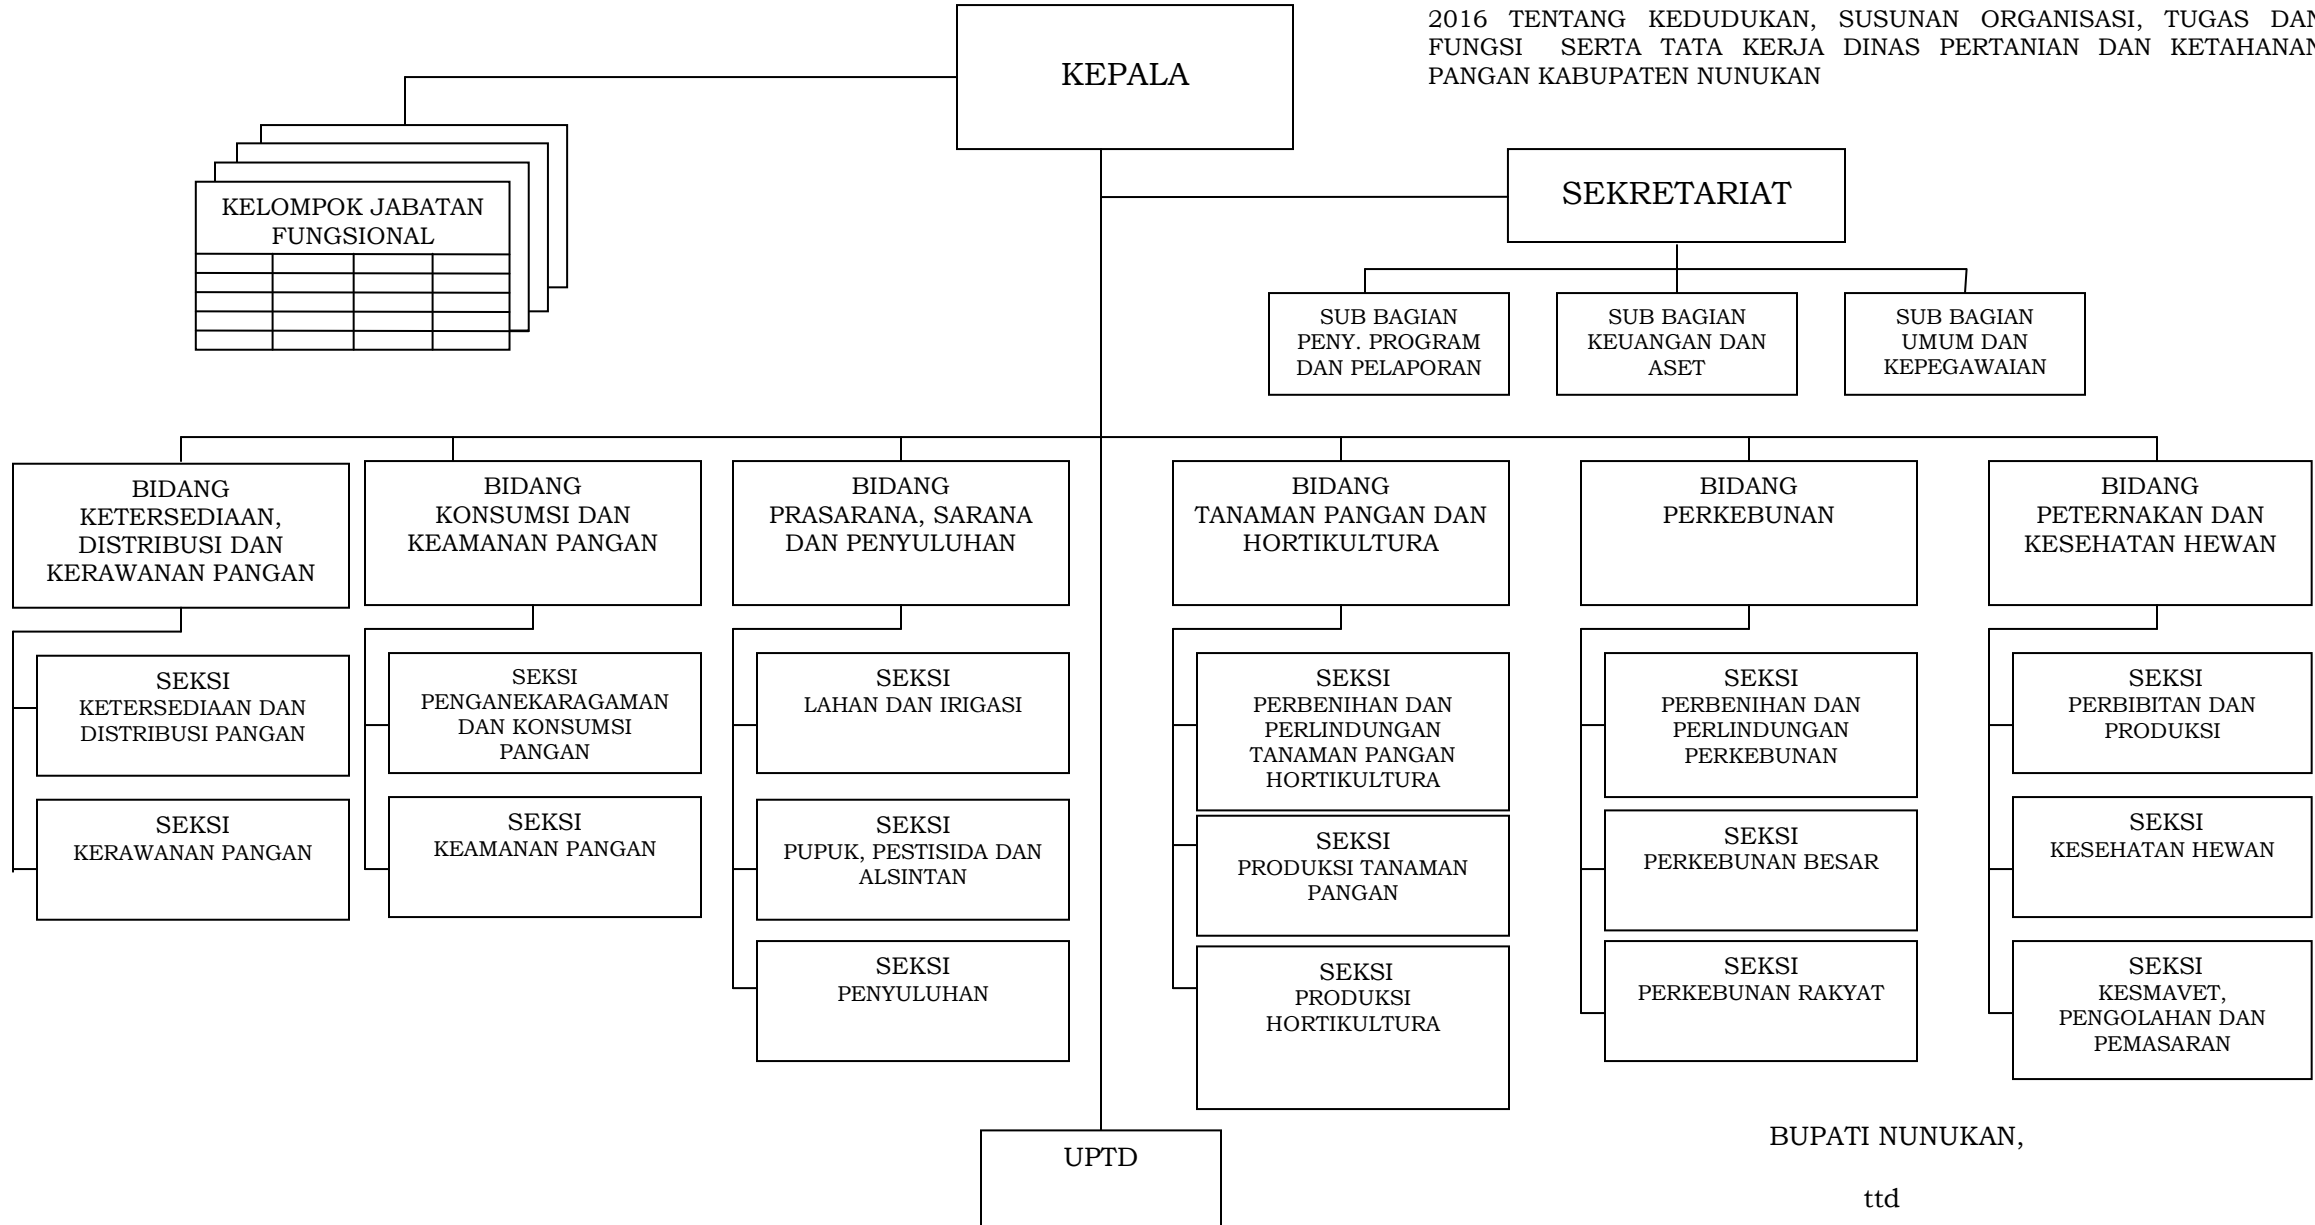 2016 TENTANG KEDUDUKAN, SUSUNAN ORGANISASI, TUGAS DAN
FUNGSI SERTA TATA KERJA DINAS PERTANIAN DAN KETAHANAN
PANGAN KABUPATEN NUNUKAN
KEPALA
SEKRETARIAT
KELOMPOK JABATAN
FUNGSIONAL
SUB BAGIAN
PENY. PROGRAM
DAN PELAPORAN
SUB BAGIAN
KEUANGAN DAN
ASET
SUB BAGIAN
UMUM DAN
KEPEGAWAIAN
BIDANG
KETERSEDIAAN,
DISTRIBUSI DAN
KERAWANAN PANGAN
BIDANG
KONSUMSI DAN
KEAMANAN PANGAN
BIDANG
PRASARANA, SARANA
DAN PENYULUHAN
BIDANG
TANAMAN PANGAN DAN
HORTIKULTURA
BIDANG
PERKEBUNAN
BIDANG
PETERNAKAN DAN
KESEHATAN HEWAN
SEKSI
KETERSEDIAAN DAN
DISTRIBUSI PANGAN
SEKSI
PENGANEKARAGAMAN
DAN KONSUMSI
PANGAN
SEKSI
LAHAN DAN IRIGASI
SEKSI
PERBENIHAN DAN
PERLINDUNGAN
TANAMAN PANGAN
HORTIKULTURA
SEKSI
PERBENIHAN DAN
PERLINDUNGAN
PERKEBUNAN
SEKSI
PERBIBITAN DAN
PRODUKSI
SEKSI
KERAWANAN PANGAN
SEKSI
KEAMANAN PANGAN
SEKSI
PUPUK, PESTISIDA DAN
ALSINTAN
SEKSI
PRODUKSI TANAMAN
PANGAN
SEKSI
PERKEBUNAN BESAR
SEKSI
KESEHATAN HEWAN
SEKSI
PENYULUHAN
SEKSI
PRODUKSI
HORTIKULTURA
SEKSI
PERKEBUNAN RAKYAT
SEKSI
KESMAVET,
PENGOLAHAN DAN
PEMASARAN
UPTD
BUPATI NUNUKAN,
ttd